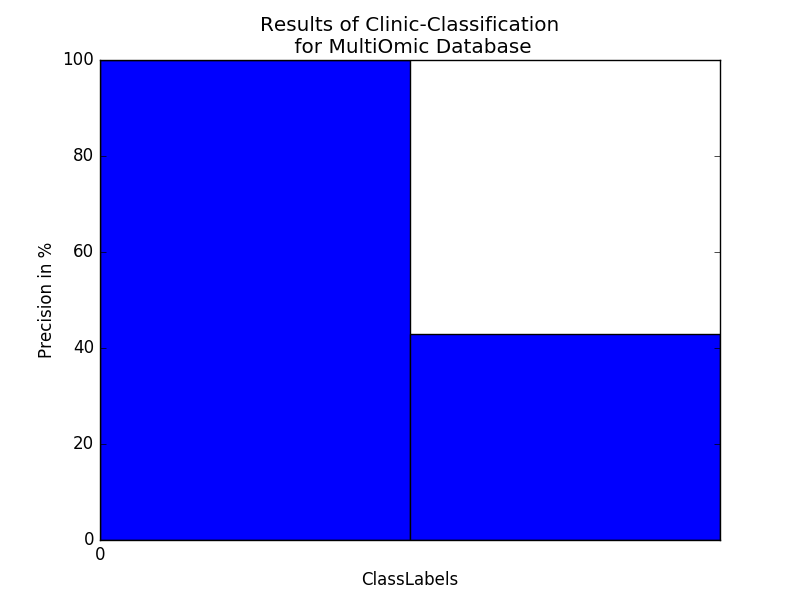 Results of Clinic-Classification
for MultiOmic Database
100
80
60
40
20
0
0
Precision in %
ClassLabels